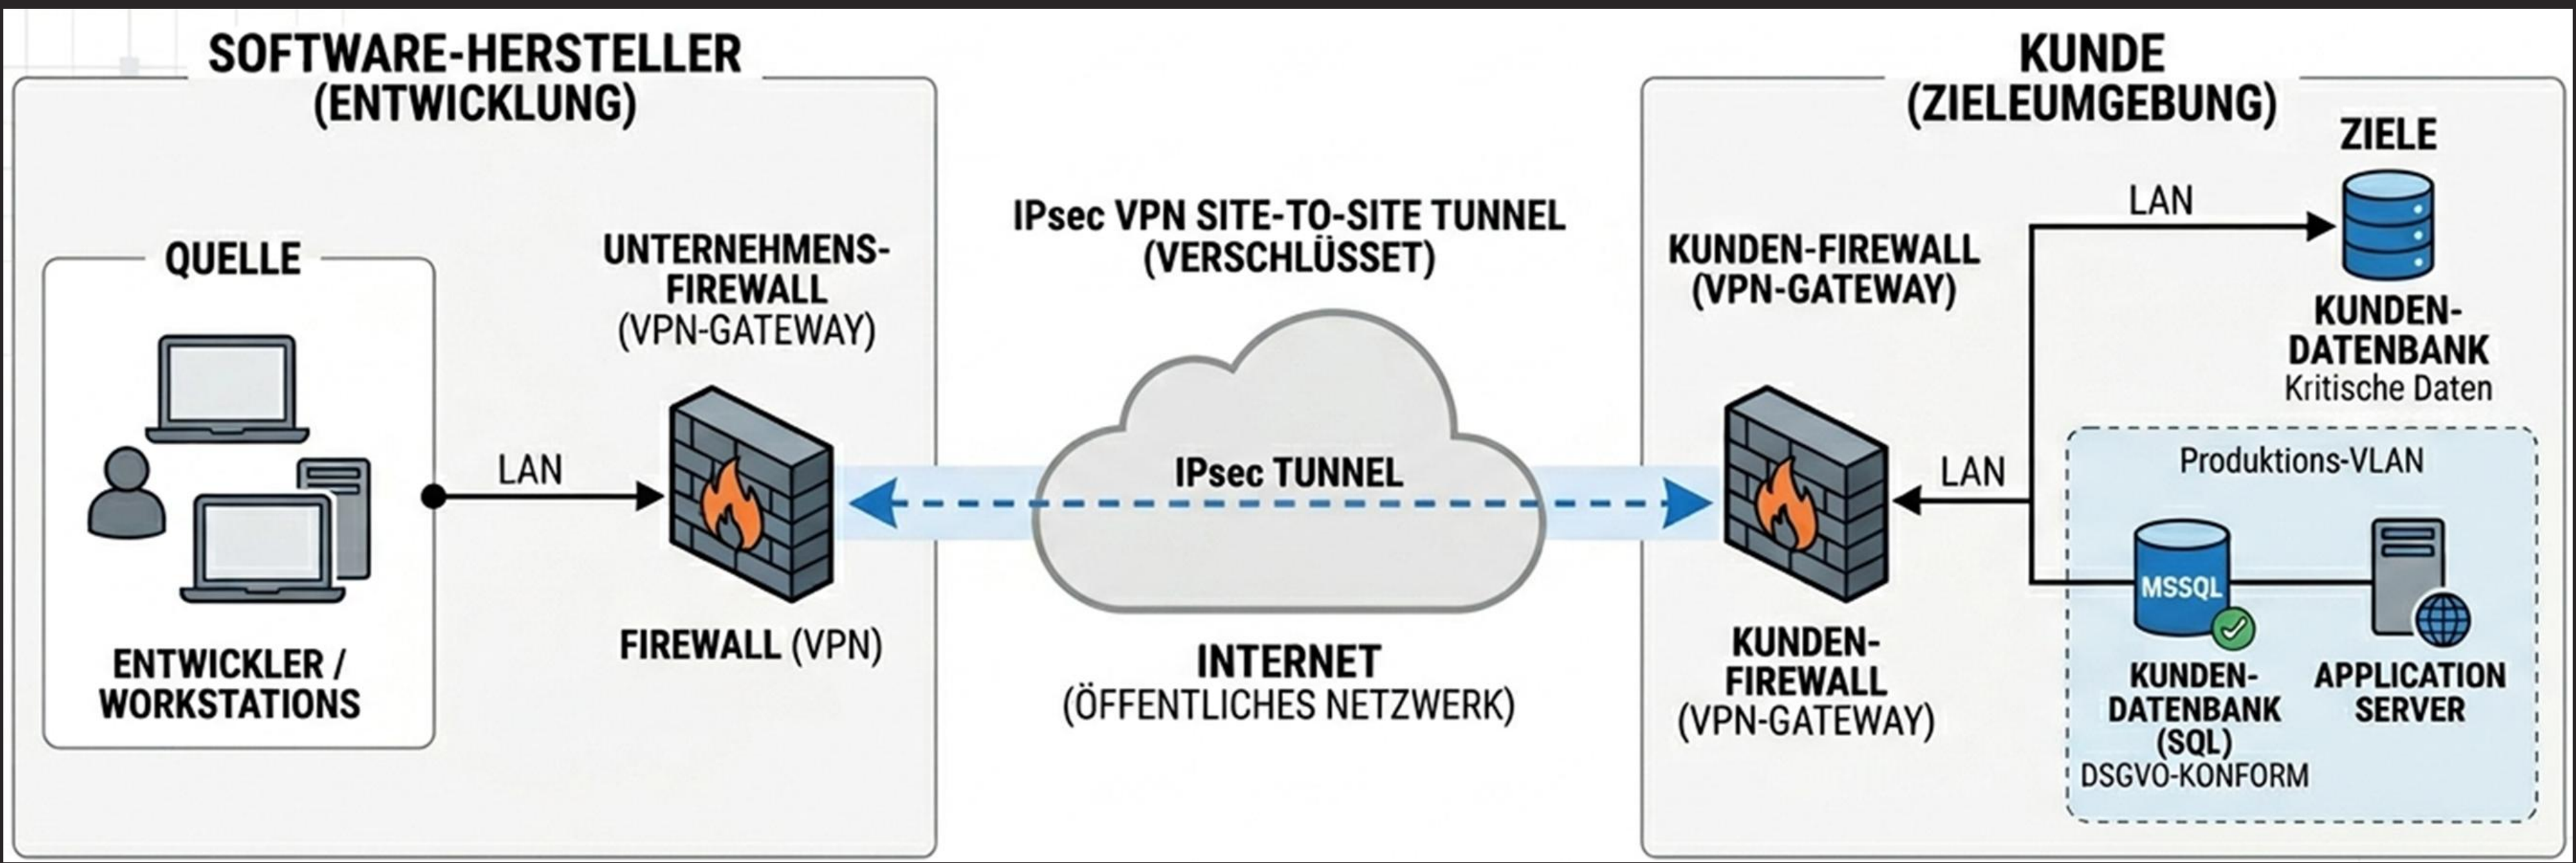 SOFTWARE-HERSTELLER
(ENTWICKLUNG)
QUELLE
ENTWICKLER /
WORKSTATIONS
LAN
UNTERNEHMENS-
FIREWALL
(VPN-GATEWAY)
FIREWALL (VPN)
IPsec VPN SITE-TO-SITE TUNNEL
(VERSCHLÜSSET)
IPsec TUNNEL
INTERNET
(ÖFFENTLICHES NETZWERK)
KUNDE
(ZIELEUMGEBUNG)
KUNDEN-FIREWALL
(VPN-GATEWAY)
KUNDEN-
FIREWALL
(VPN-GATEWAY)
LAN
LAN
ZIELE
KUNDEN-
DATENBANK
Kritische Daten
Produktions-VLAN
MSSQL
KUNDEN-
DATENBANK
(SQL)
DSGVO-KONFORM
APPLICATION
SERVER